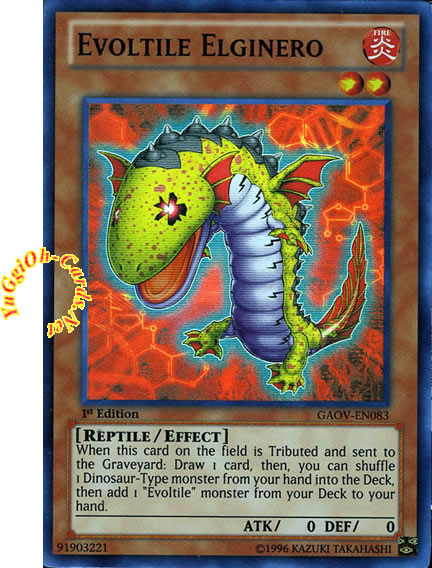 EVOLTILE ELGINERO
FIRE
炎
YuGgiOh-Cards.Net
1st Edition
GAOV-EN083
[REPTILE/EFFECT]
When this card on the field is Tributed and sent to
the Graveyard: Draw 1 card, then, you can shuffle
1 Dinosaur-Type monster from your hand into the Deck,
then add 1 "Evoltile" monster from your Deck to your
hand.
ATK/ 0 DEF/ 0
91903221
©1996 KAZUKI TAKAHASHI